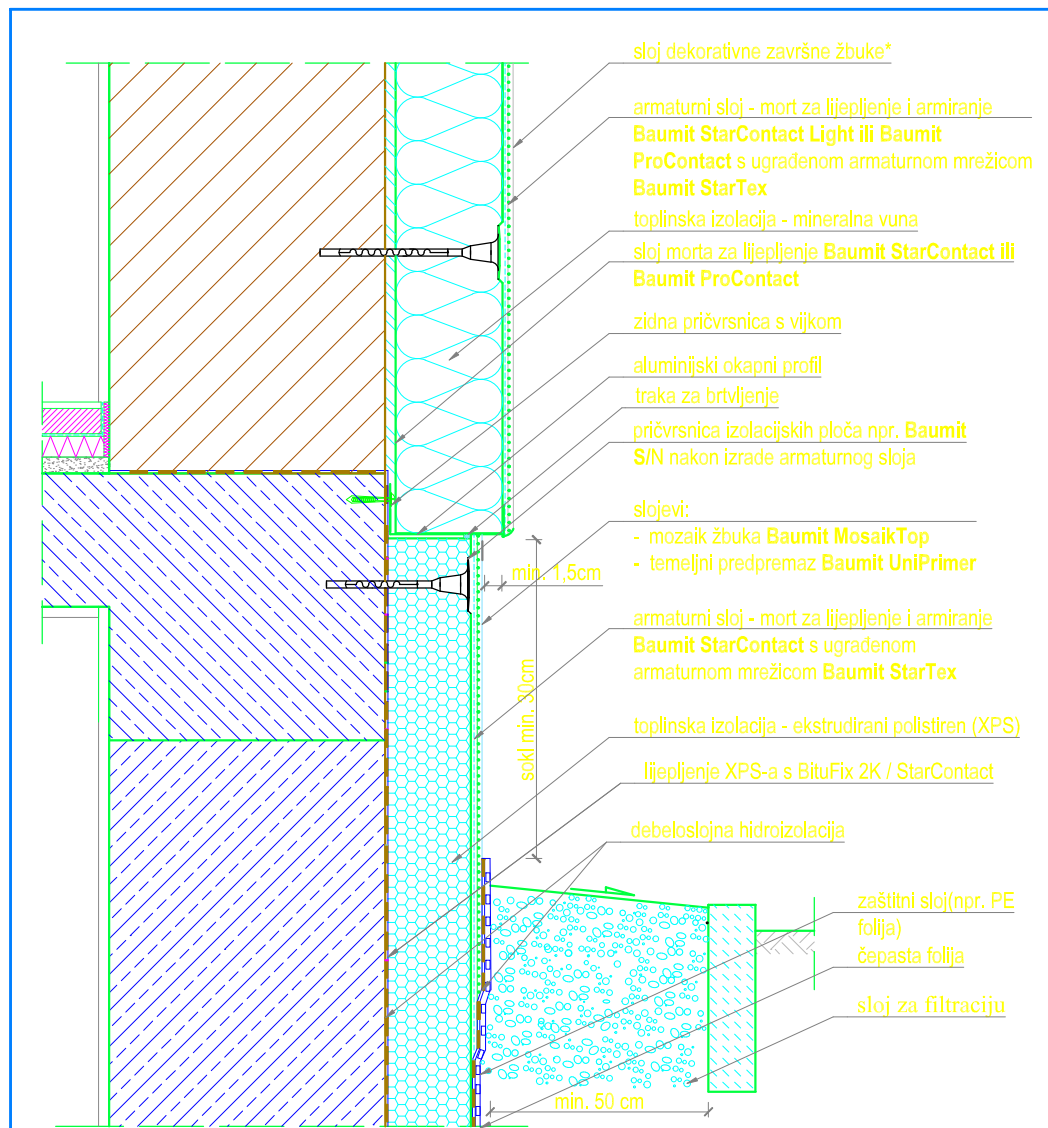 sloj dekorativne završne žbuke*
armaturni sloj - mort za lijepljenje i armiranje
Baumit StarContact Light ili Baumit
ProContact s ugrađenom armaturnom mrežicom
Baumit StarTex
toplinska izolacija - mineralna vuna
sloj morta za lijepljenje Baumit StarContact ili
Baumit ProContact
zidna pričvrsnica s vijkom
aluminijski okapni profil
traka za brtvljenje
pričvrsnica izolacijskih ploča npr. Baumit
S/N nakon izrade armaturnog sloja
slojevi:
- mozaik žbuka Baumit MosaikTop
- temeljni predpremaz Baumit UniPrimer
min. 1,5cm
armaturni sloj - mort za lijepljenje i armiranje
Baumit StarContact s ugrađenom
armaturnom mrežicom Baumit StarTex
sokl min. 30cm
toplinska izolacija - ekstrudirani polistiren (XPS)
lijepljenje XPS-a s BituFix 2K / StarContact
debeloslojna hidroizolacija
zaštitni sloj(npr. PE
folija)
čepasta folija
sloj za filtraciju
min. 50 cm